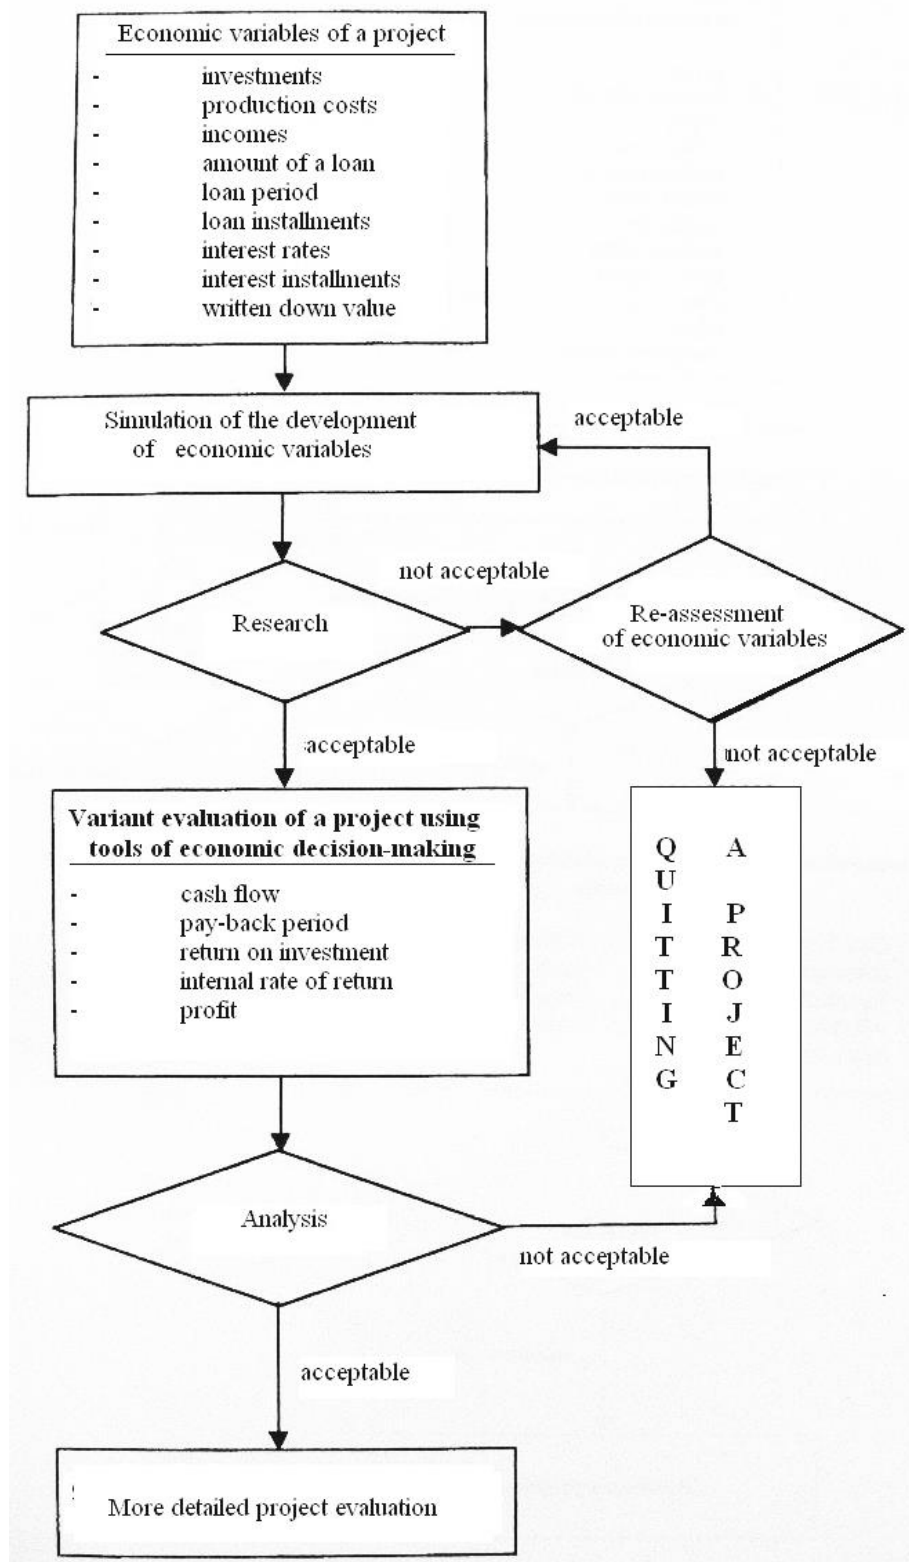 Economic variables of a project
- investments
- production costs
- incomes
- amount of a loan
- loan period
- loan installments
- interest rates
- interest installments
- written down value
Simulation of the development
of economic variables
acceptable
not acceptable
Research
Re-assessment
of economic variables
acceptable
not acceptable
Variant evaluation of a project using
tools of economic decision-making
- cash flow
- pay-back period
- return on investment
- internal rate of return
- profit
QUITTING
A PROJECT
Analysis
not acceptable
acceptable
More detailed project evaluation